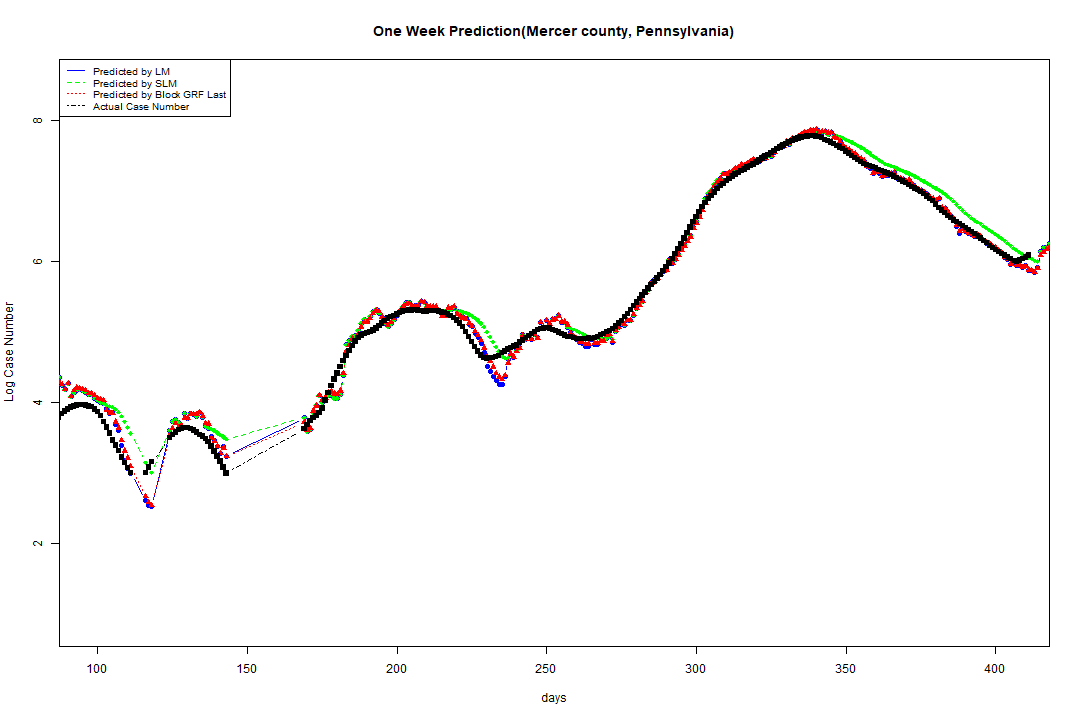 One Week Prediction(Mercer county, Pennsylvania)
Predicted by LM
Predicted by SLM
Predicted by Block GRF Last
Actual Case Number
8
6
4
2
Log Case Number
100 150 200 250 300 350 400
days